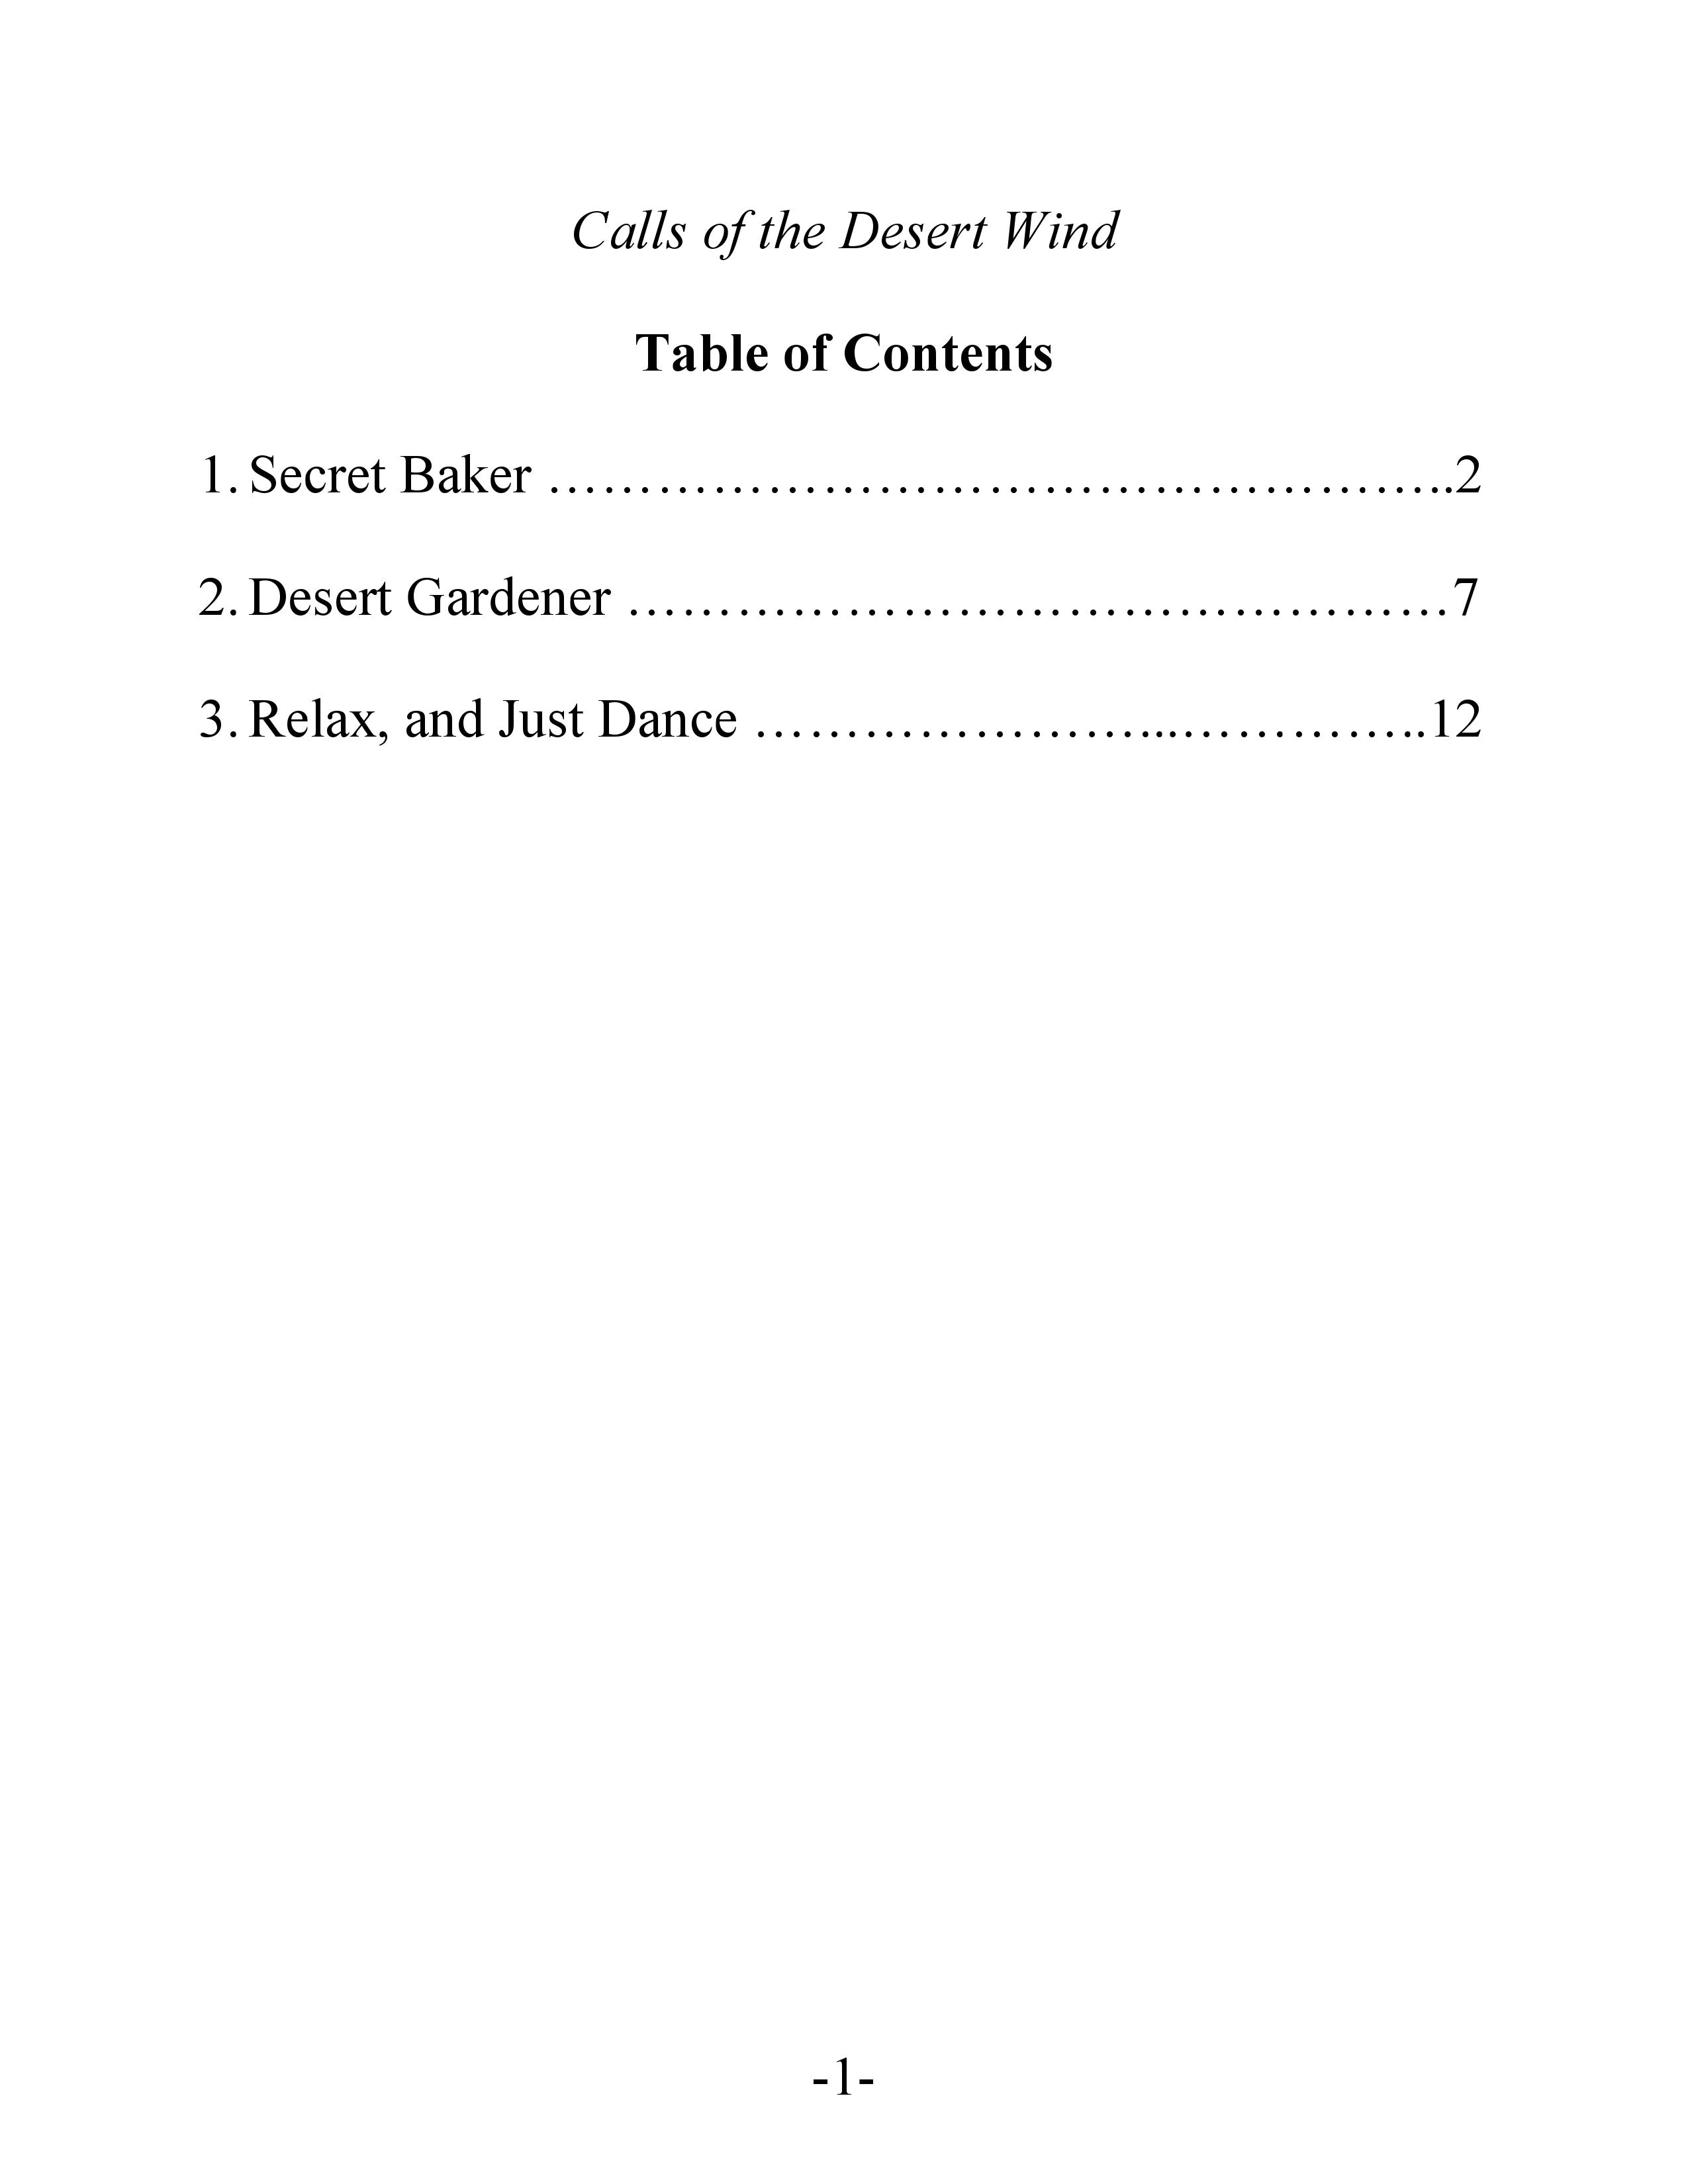 Calls of the Desert Wind
Table of Contents
1. Secret Baker ……………………………………………….2
2. Desert Gardener ……………………………………………7
3. Relax, and Just Dance ……………………...…………….12
-1-